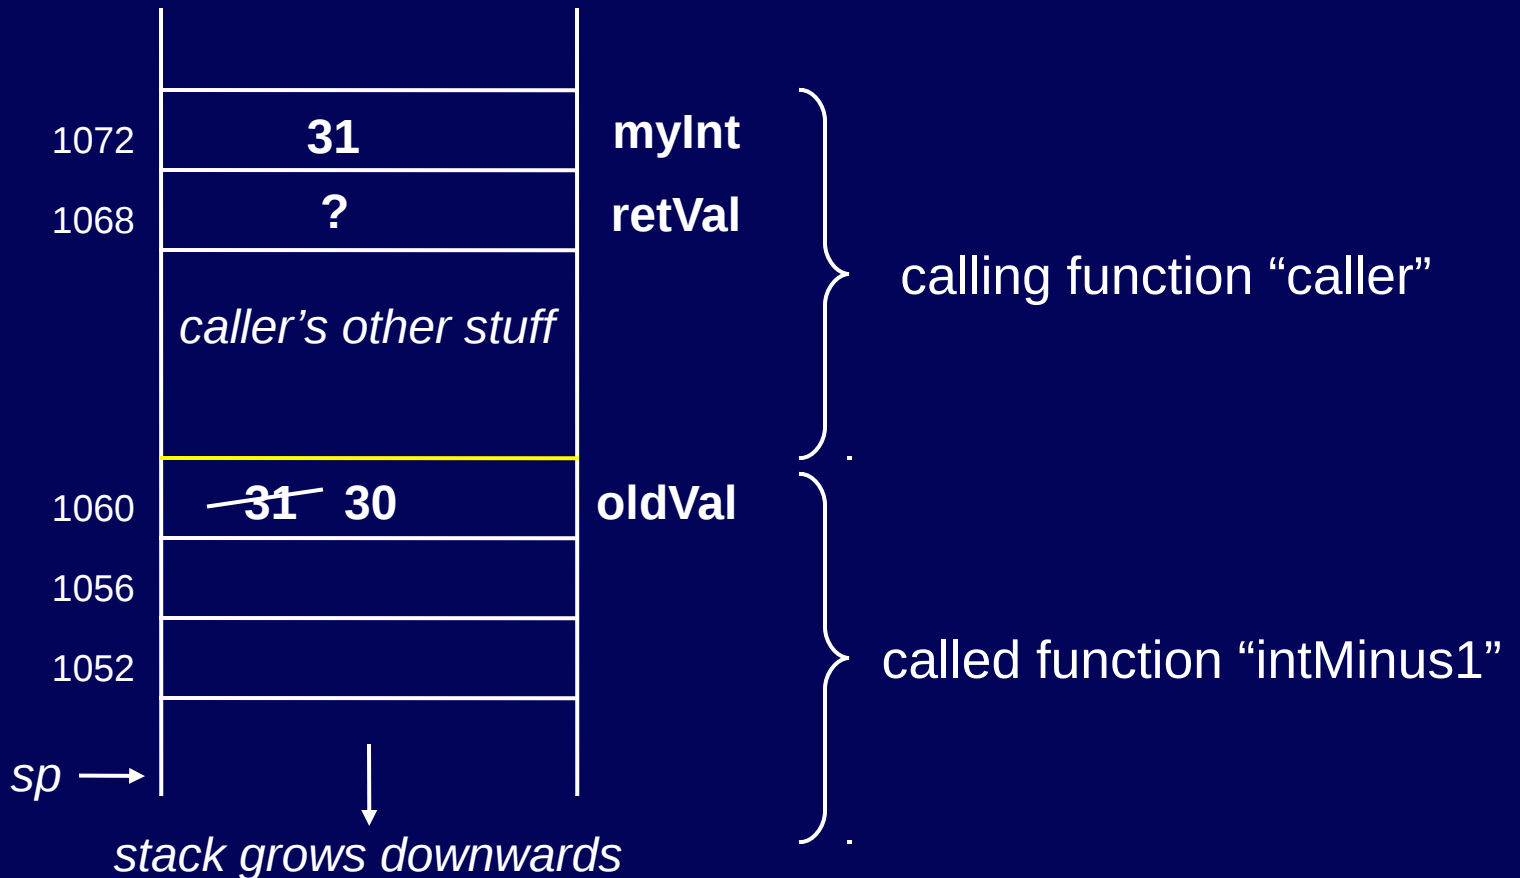 1072 31 myInt
1068 ? retVal
calling function “caller”
caller’s other stuff
1060 31 30 oldVal
1056
1052
called function “intMinus1”
sp
stack grows downwards